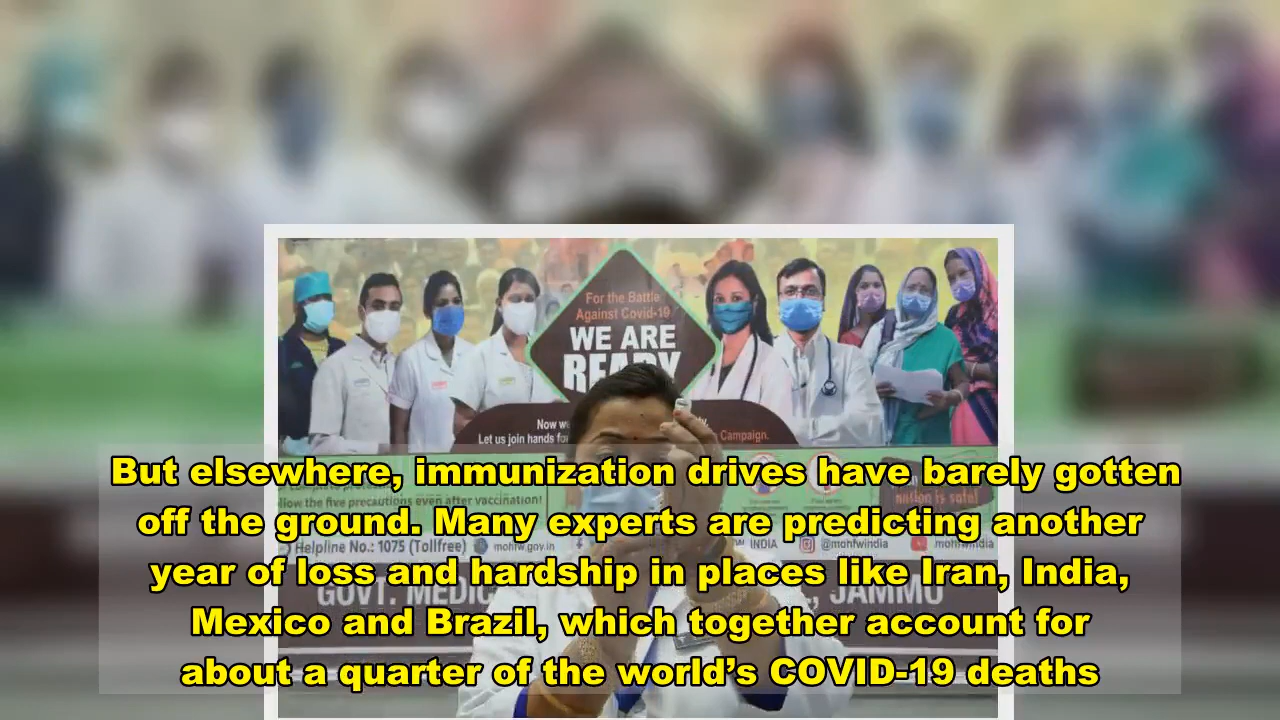 For the Battle
Against Covid-19
WE ARE
READY
Now we
Let us join hands for
Campaign.
But elsewhere, immunization drives have barely gotten
the five precautions even after vaccination!
nation is safe!
off the ground. Many experts are predicting another
Helpline No.: 1075 (Tollfree) mohfw.gov.in INDIA @mohfwindia mohfwindia
year of loss and hardship in places like Iran, India,
GOVT. MEDIC JAMMU
Mexico and Brazil, which together account for
about a quarter of the world’s COVID-19 deaths